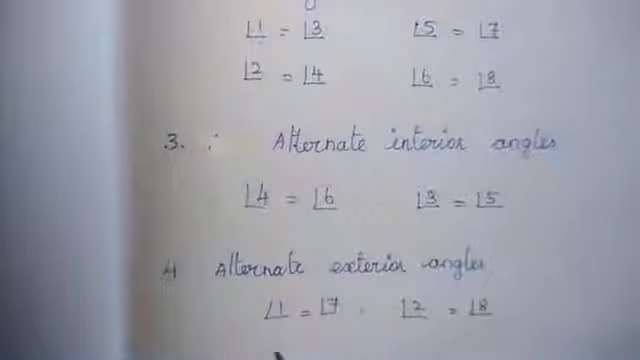 ∠1 = ∠3 ∠5 = ∠7
∠2 = ∠4 ∠6 = ∠8
3. Alternate interior angles
∠4 = ∠6 ∠3 = ∠5
4 Alternate exterior angles
∠1 = ∠7 ∠2 = ∠8